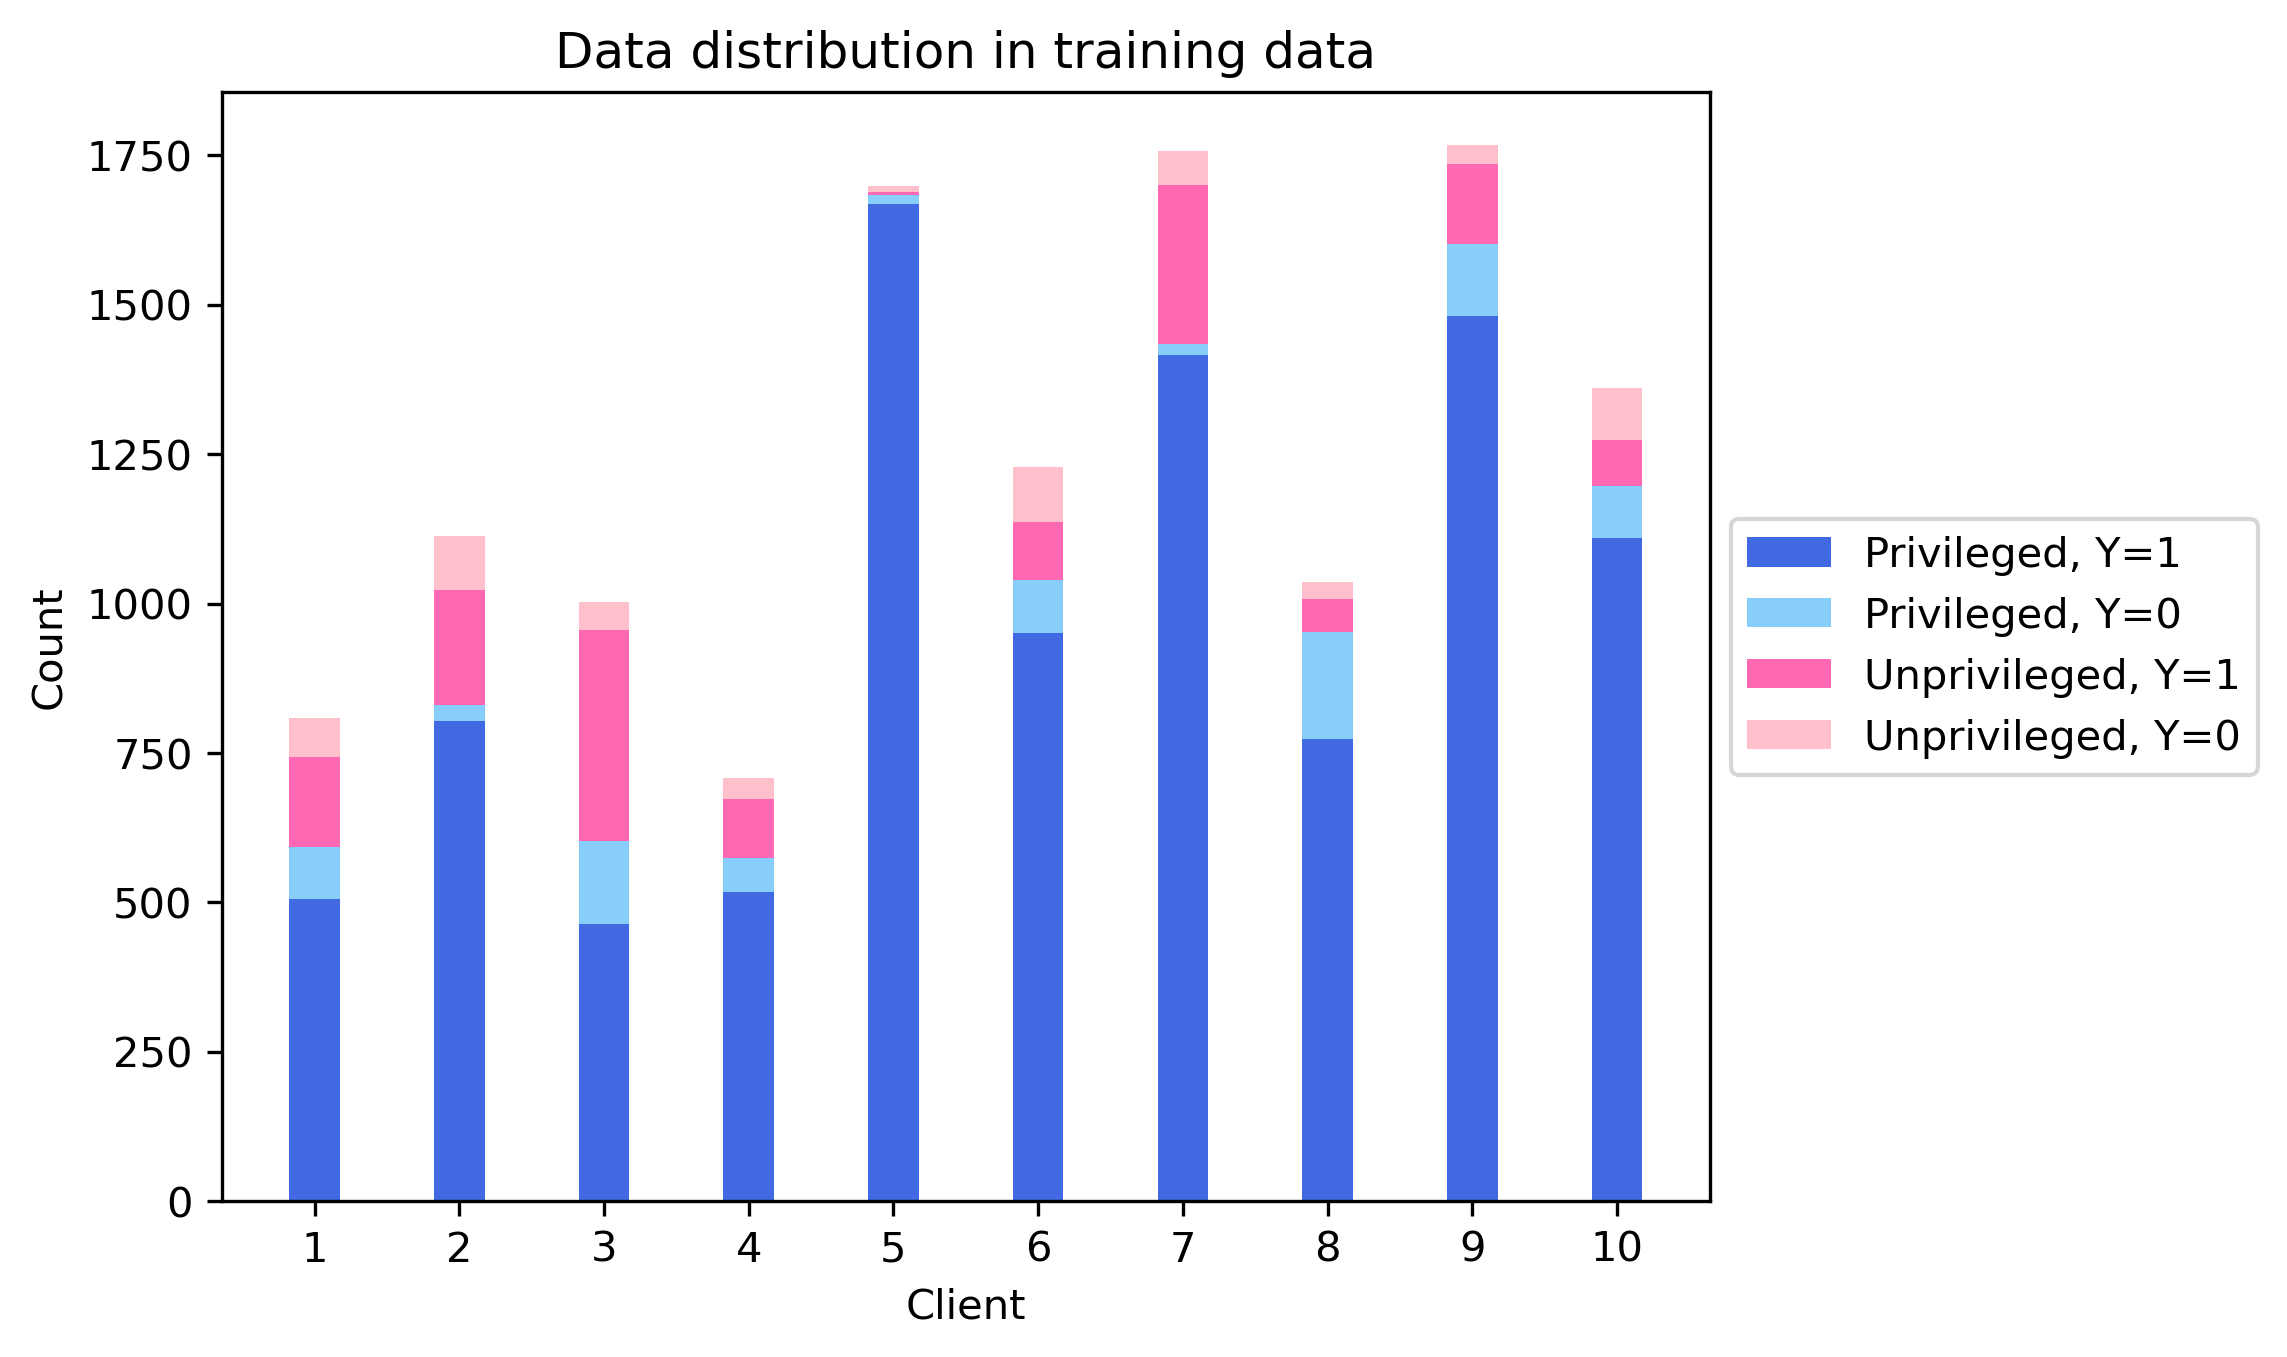 Data distribution in training data
1750
1500
1250
1000
750
500
250
0
Count
1 2 3 4 5 6 7 8 9 10
Client
Privileged, Y=1
Privileged, Y=0
Unprivileged, Y=1
Unprivileged, Y=0